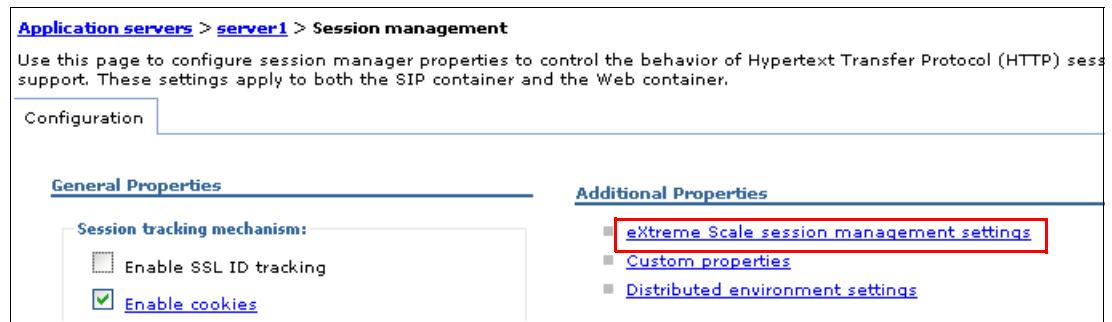 Application servers > server1 > Session management
Use this page to configure session manager properties to control the behavior of Hypertext Transfer Protocol (HTTP) sess
support. These settings apply to both the SIP container and the Web container.
Configuration
General Properties
Session tracking mechanism:
Enable SSL ID tracking
Enable cookies
Additional Properties
eXtreme Scale session management settings
Custom properties
Distributed environment settings